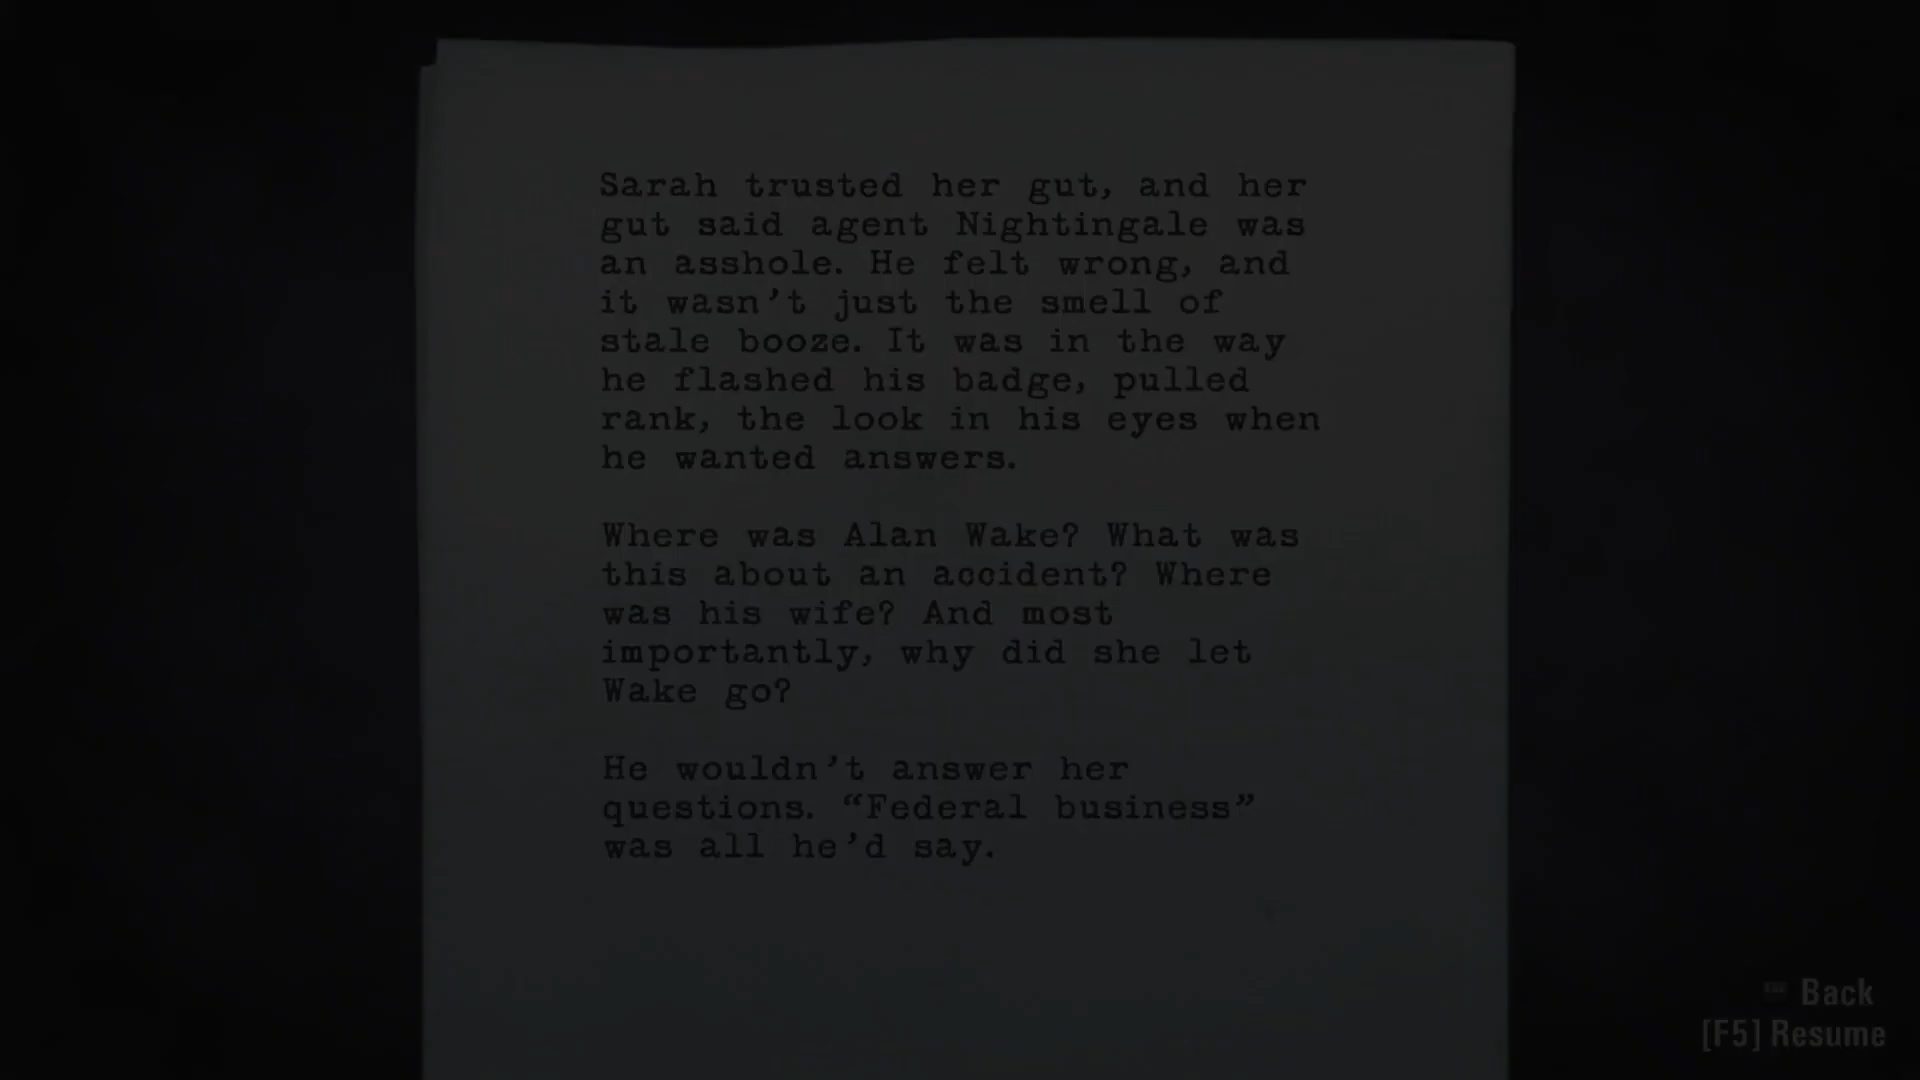 Sarah trusted her gut, and her
gut said agent Nightingale was
an asshole. He felt wrong, and
it wasn’t just the smell of
stale booze. It was in the way
he flashed his badge, pulled
rank, the look in his eyes when
he wanted answers.
Where was Alan Wake? What was
this about an accident? Where
was his wife? And most
importantly, why did she let
Wake go?
He wouldn’t answer her
questions. “Federal business”
was all he’d say.
Back
[F5] Resume